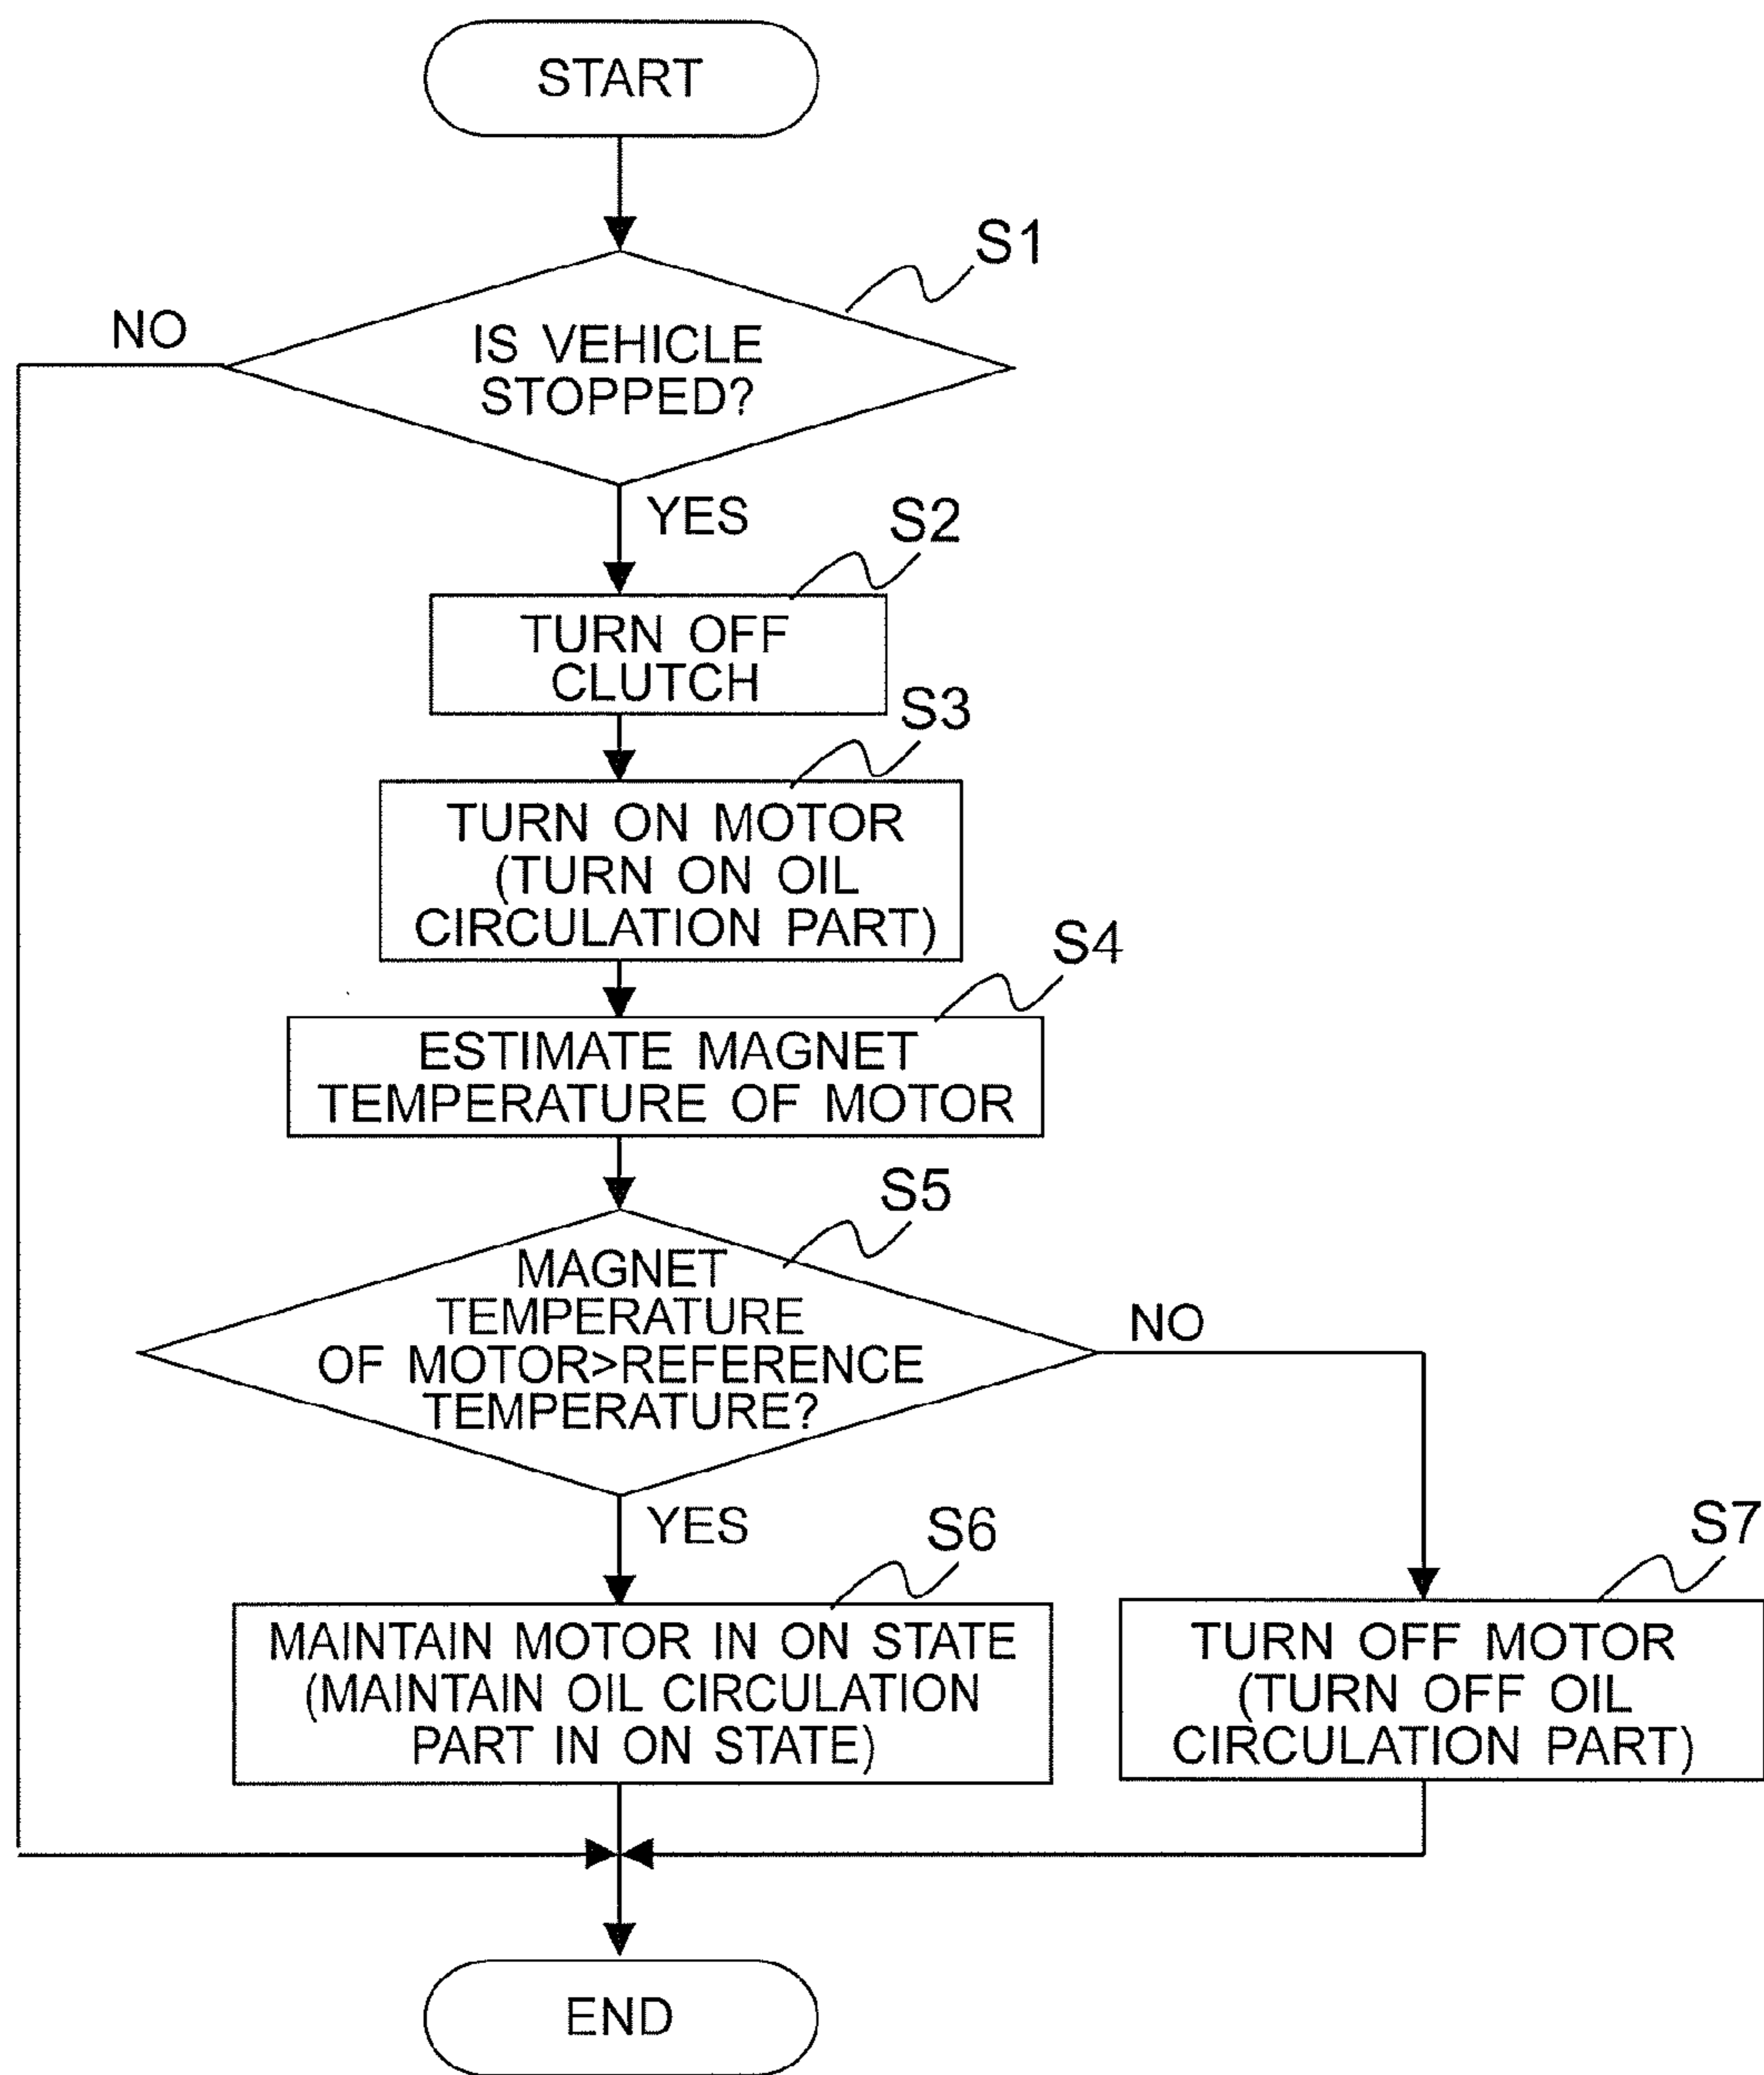 START
S1
NO
IS VEHICLE
STOPPED?
YES
S2
TURN OFF
CLUTCH
S3
TURN ON MOTOR
(TURN ON OIL
CIRCULATION PART)
S4
ESTIMATE MAGNET
TEMPERATURE OF MOTOR
S5
MAGNET
TEMPERATURE
OF MOTOR>REFERENCE
TEMPERATURE?
NO
YES
S6
S7
MAINTAIN MOTOR IN ON STATE
(MAINTAIN OIL CIRCULATION
PART IN ON STATE)
TURN OFF MOTOR
(TURN OFF OIL
CIRCULATION PART)
END